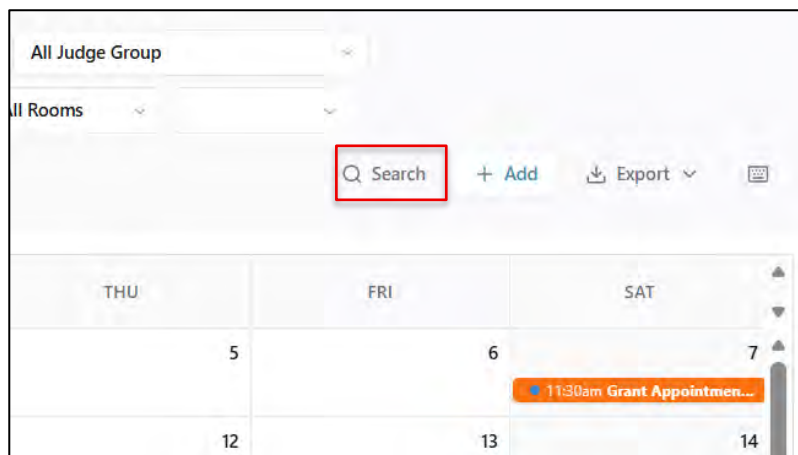 All Judge Group
All Rooms
Search + Add Export
THU FRI SAT
5 6 7
11:30am Grant Appointmen...
12 13 14